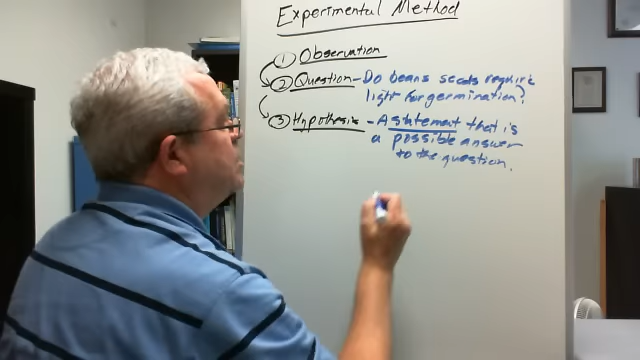 Experimental Method
① Observation
② Question - Do beans seeds require
light for germination?
③ Hypothesis - A statement that is
a possible answer
to the question.